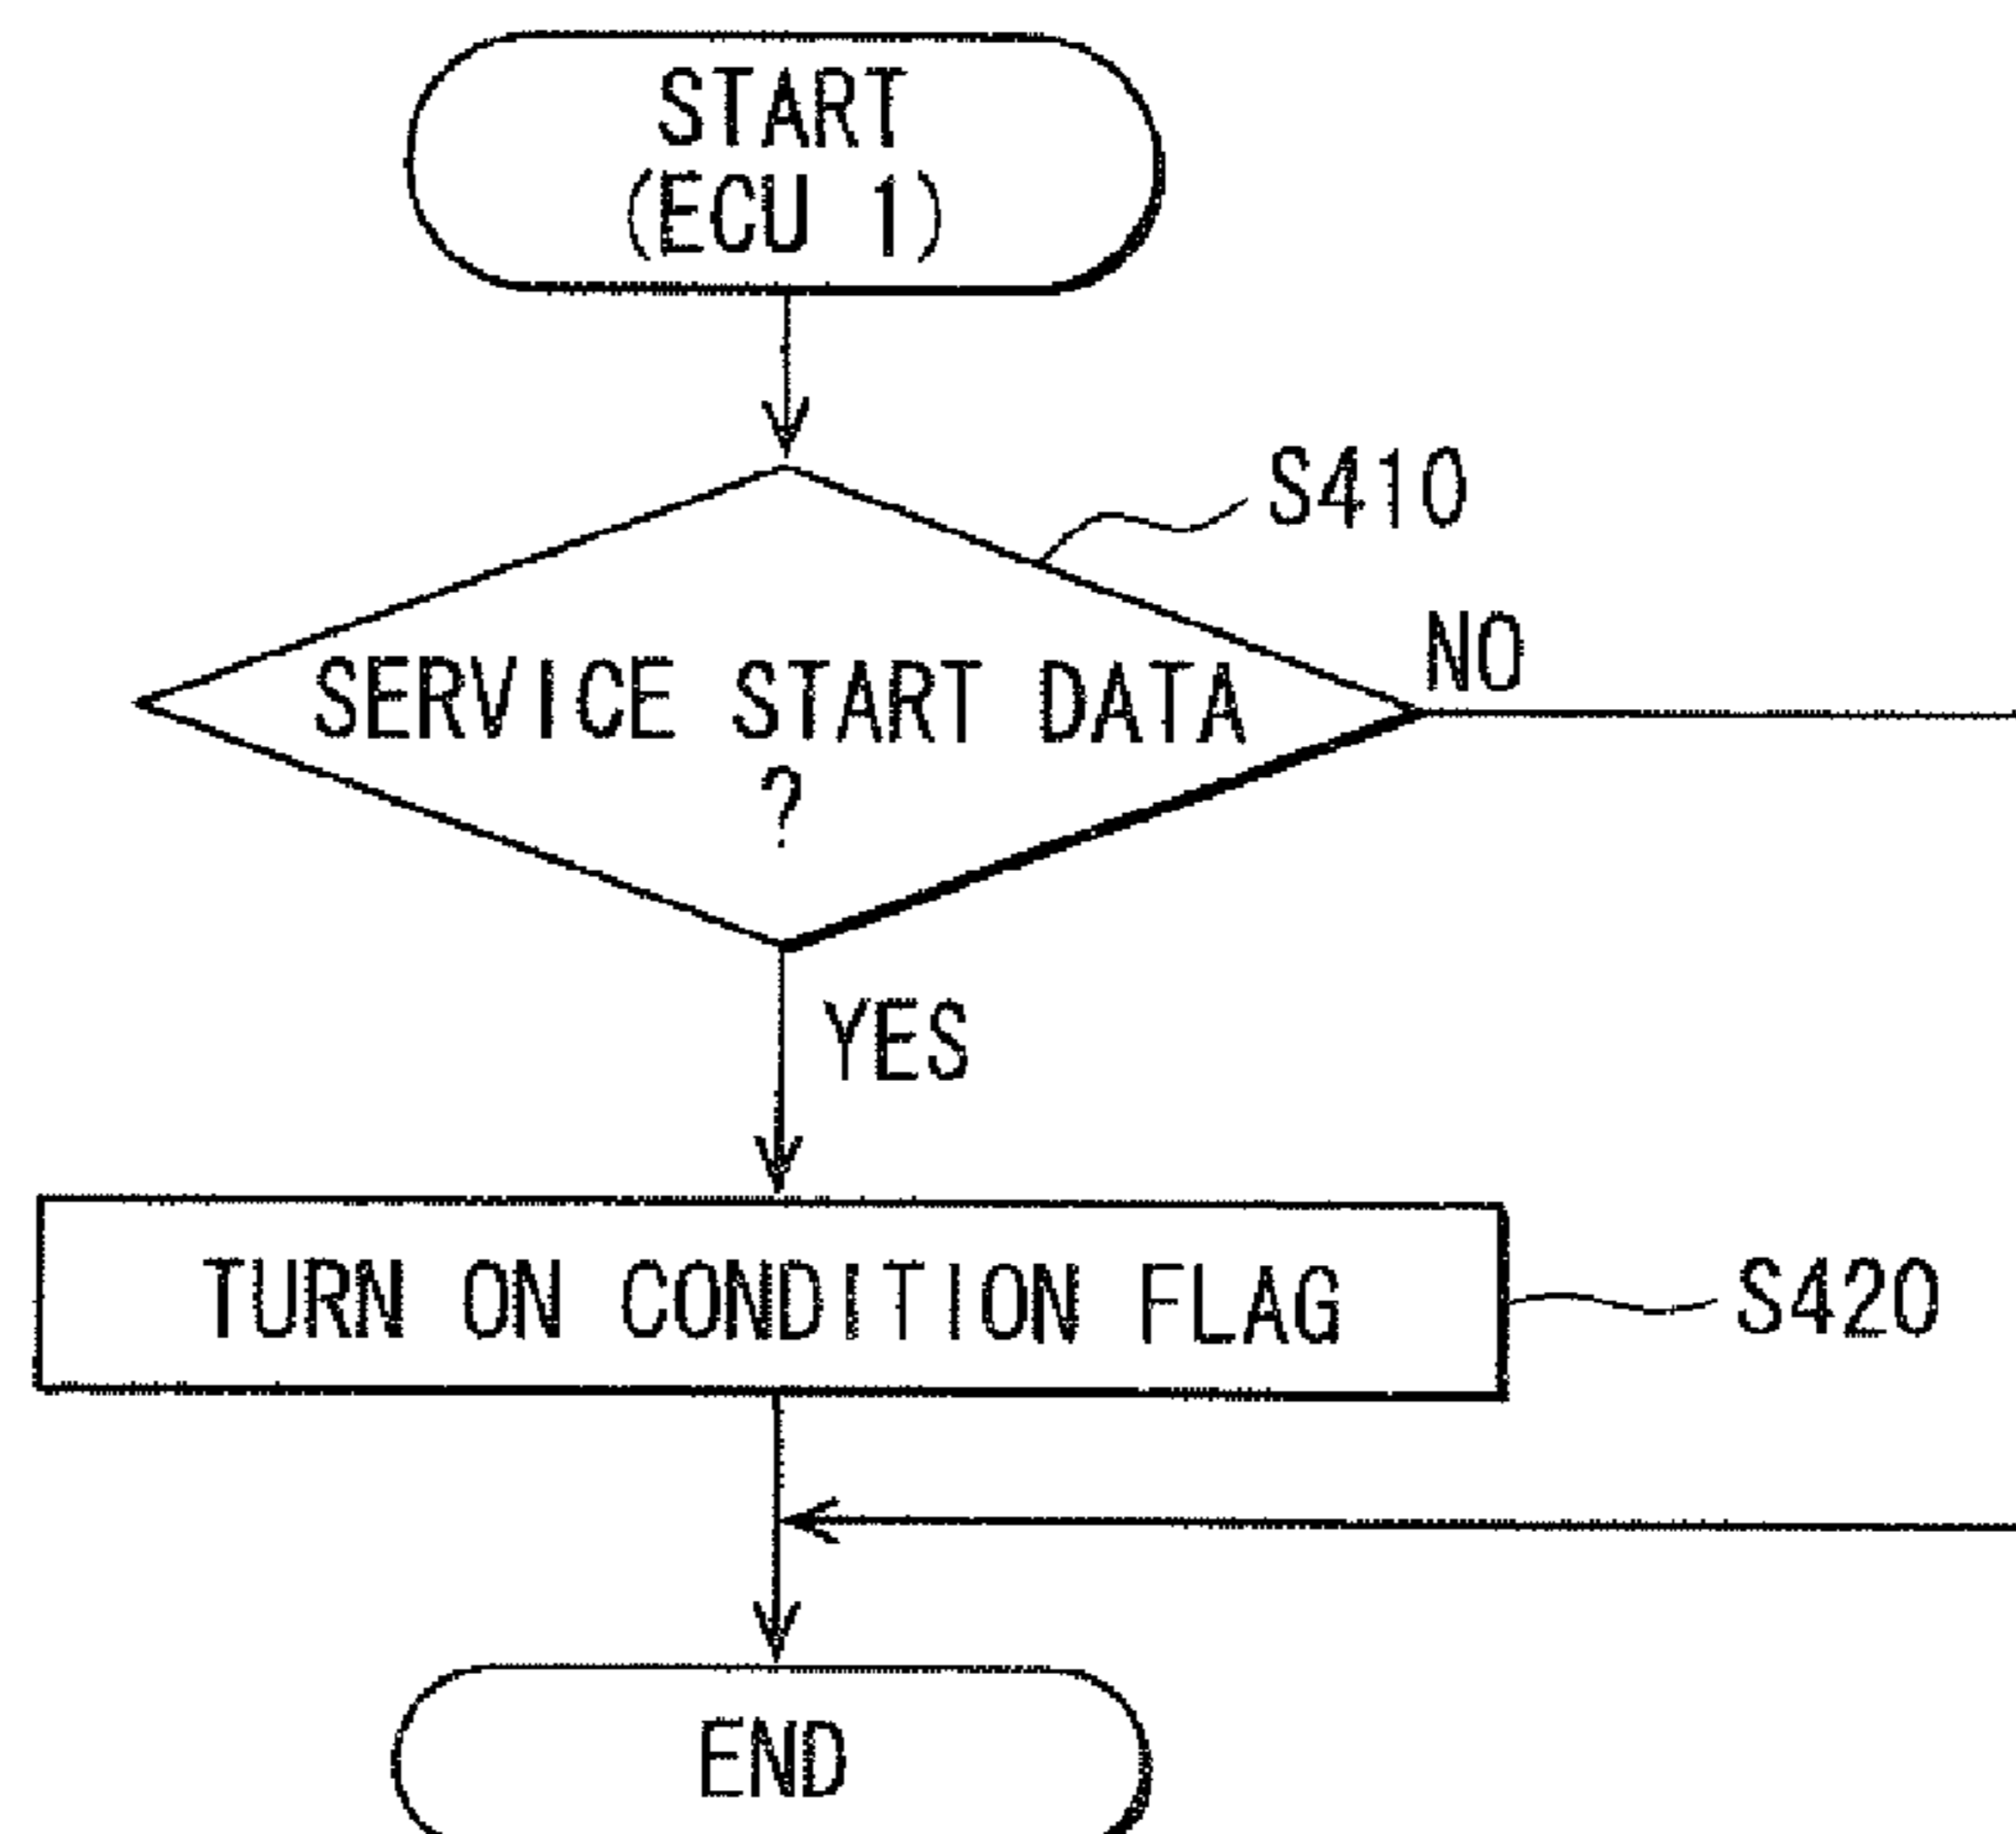 START
(ECU 1)
S410
NO
SERVICE START DATA
?
YES
TURN ON CONDITION FLAG
S420
END